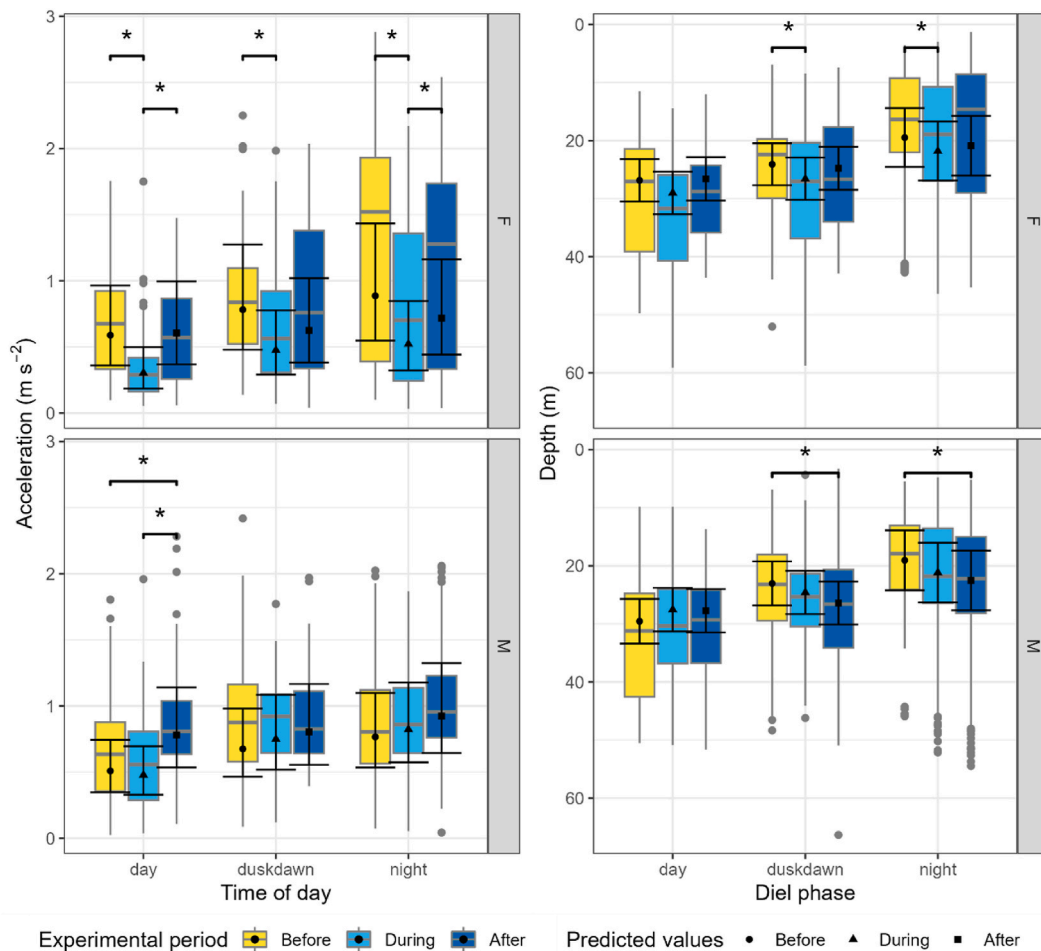 3
2
1
0
Acceleration (m s−2)
* * *
* *
F
3
2
1
0
*
*
M
day duskdawn night
Time of day
0
20
40
60
Depth (m)
* *
F
0
20
40
60
* *
M
day duskdawn night
Diel phase
Experimental period Before During After
Predicted values Before During After